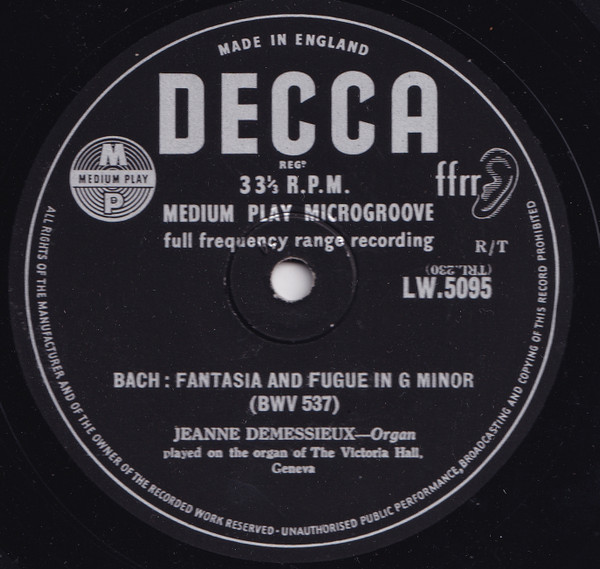 MADE IN ENGLAND
DECCA
REGD
33⅓ R.P.M.
MEDIUM PLAY MICROGROOVE
full frequency range recording
M
MEDIUM PLAY
P
ffrr
R/T
(TRL.230)
LW.5095
BACH : FANTASIA AND FUGUE IN G MINOR
(BWV 537)
JEANNE DEMESSIEUX—Organ
played on the organ of The Victoria Hall,
Geneva
ALL RIGHTS OF THE MANUFACTURER AND OF THE OWNER OF THE RECORDED WORK RESERVED · UNAUTHORISED PUBLIC PERFORMANCE, BROADCASTING AND COPYING OF THIS RECORD PROHIBITED